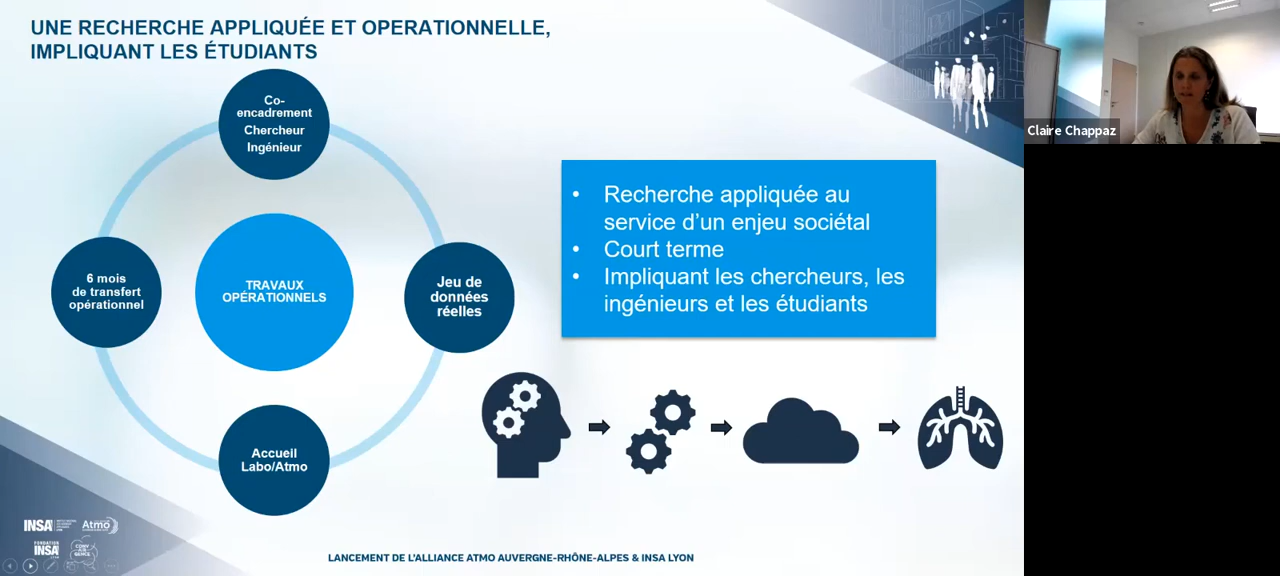 UNE RECHERCHE APPLIQUÉE ET OPERATIONNELLE,
IMPLIQUANT LES ÉTUDIANTS
Co-
encadrement
Chercheur
Ingénieur
6 mois
de transfert
opérationnel
TRAVAUX
OPÉRATIONNELS
Jeu de
données
réelles
Accueil
Labo/Atmo
• Recherche appliquée au
service d’un enjeu sociétal
• Court terme
• Impliquant les chercheurs, les
ingénieurs et les étudiants
Claire Chappaz
INSA
Atmo
FONDATION
INSA
LANCEMENT DE L’ALLIANCE ATMO AUVERGNE-RHÔNE-ALPES & INSA LYON